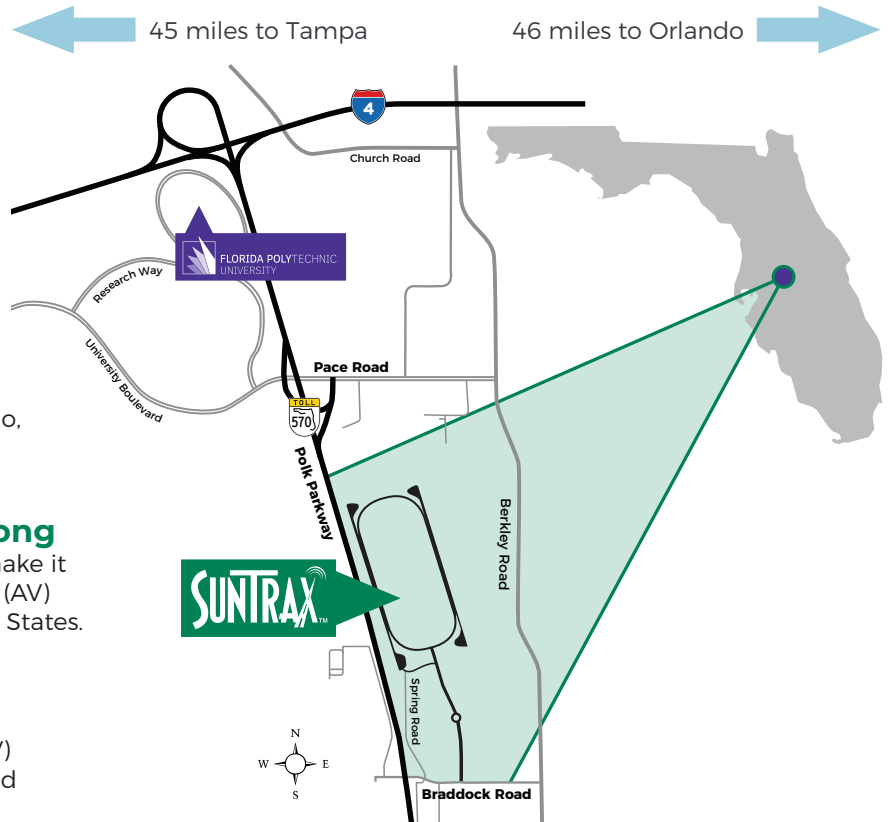 45 miles to Tampa
46 miles to Orlando
4
Church Road
FLORIDA POLYTECHNIC
UNIVERSITY
Research Way
University Boulevard
Pace Road
TOLL
570
Polk Parkway
o,
ong
ake it
(AV)
States.
Berkley Road
SUNTRAX™
Spring Road
N
W E
S
V)
d
Braddock Road